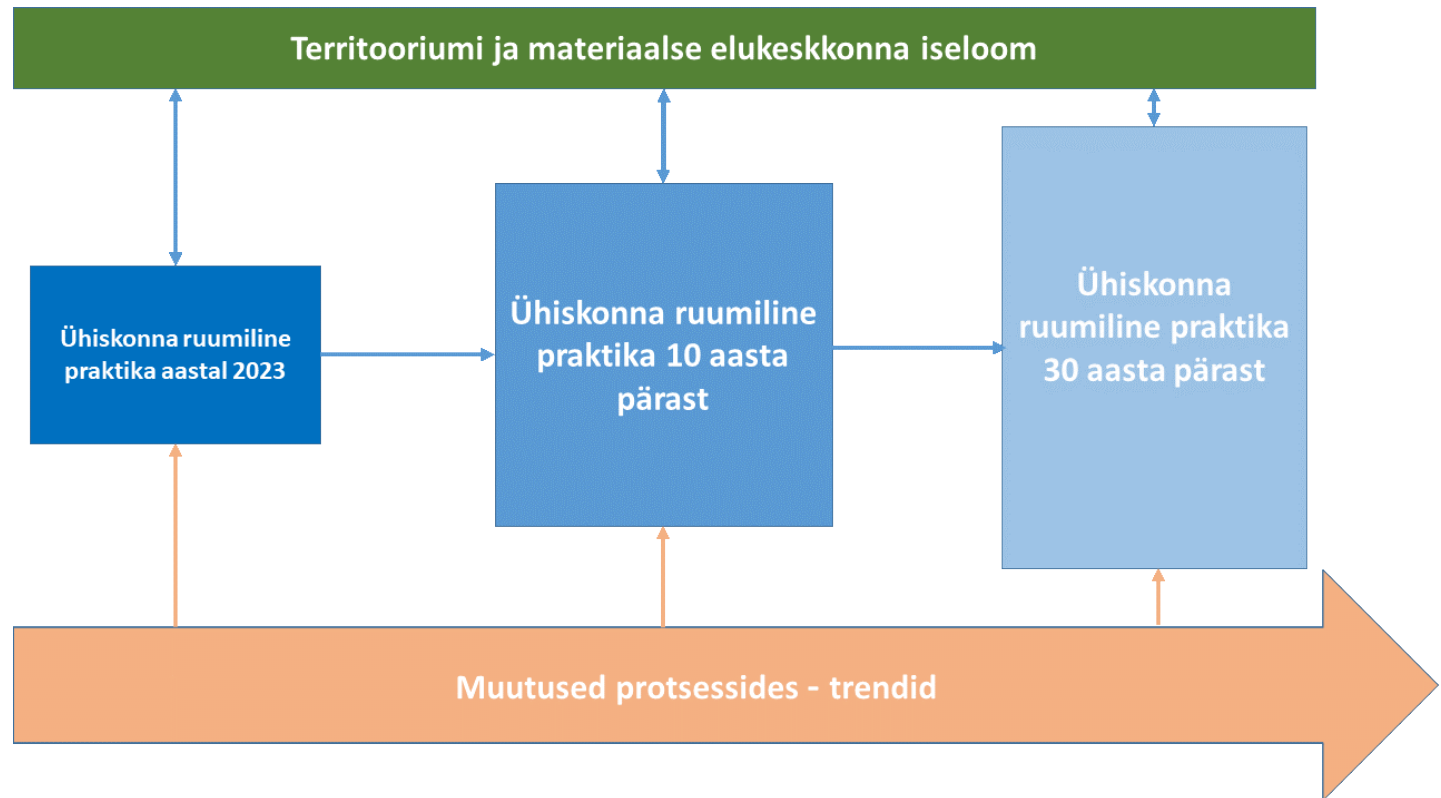 Territooriumi ja materiaalse elukeskkonna iseloom
Ühiskonna ruumiline
praktika aastal 2023
Ühiskonna ruumiline
praktika 10 aasta
pärast
Ühiskonna
ruumiline praktika
30 aasta pärast
Muutused protsessides - trendid